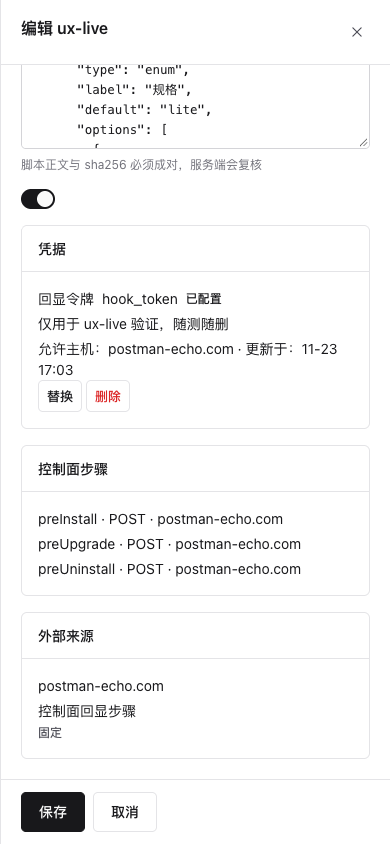 编辑 ux-live
"type": "enum",
"label": "规格",
"default": "lite",
"options": [
{
脚本正文与 sha256 必须成对，服务端会复核
凭据
回显令牌 hook_token 已配置
仅用于 ux-live 验证，随测随删
允许主机：postman-echo.com · 更新于：11-23
17:03
替换 删除
控制面步骤
preInstall · POST · postman-echo.com
preUpgrade · POST · postman-echo.com
preUninstall · POST · postman-echo.com
外部来源
postman-echo.com
控制面回显步骤
固定
保存 取消